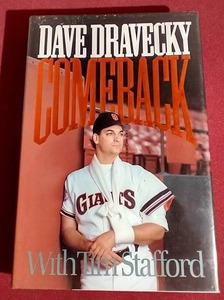 DAVE DRAVECKY
COMEBACK
GIANTS
With Tim Stafford